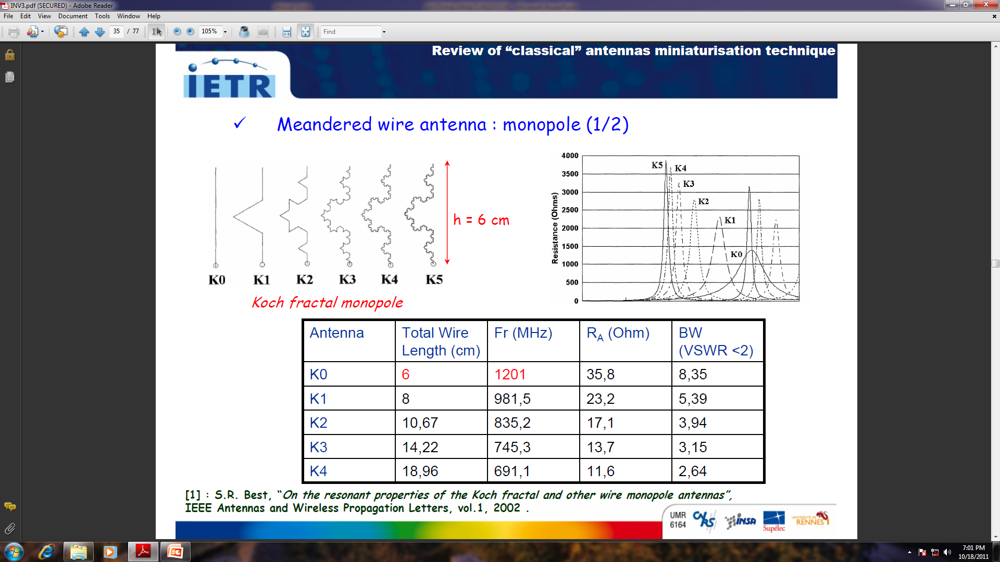 INV3.pdf (SECURED) - Adobe Reader
File Edit View Document Tools Window Help
35 / 77 105% Find
Review of “classical” antennas miniaturisation technique
IETR
✓ Meandered wire antenna : monopole (1/2)
h = 6 cm
K0 K1 K2 K3 K4 K5
Koch fractal monopole
Resistance (Ohms)
4000
3500
3000
2500
2000
1500
1000
500
0
K5 K4
K3
K2
K1
K0
Antenna Total Wire Length (cm) Fr (MHz) RA (Ohm) BW (VSWR <2)
K0 6 1201 35,8 8,35
K1 8 981,5 23,2 5,39
K2 10,67 835,2 17,1 3,94
K3 14,22 745,3 13,7 3,15
K4 18,96 691,1 11,6 2,64
[1] : S.R. Best, “On the resonant properties of the Koch fractal and other wire monopole antennas”,
IEEE Antennas and Wireless Propagation Letters, vol.1, 2002 .
UMR
6164
CNRS
INSA
Supélec
UNIVERSITÉ DE
RENNES 1
7:01 PM
10/18/2011